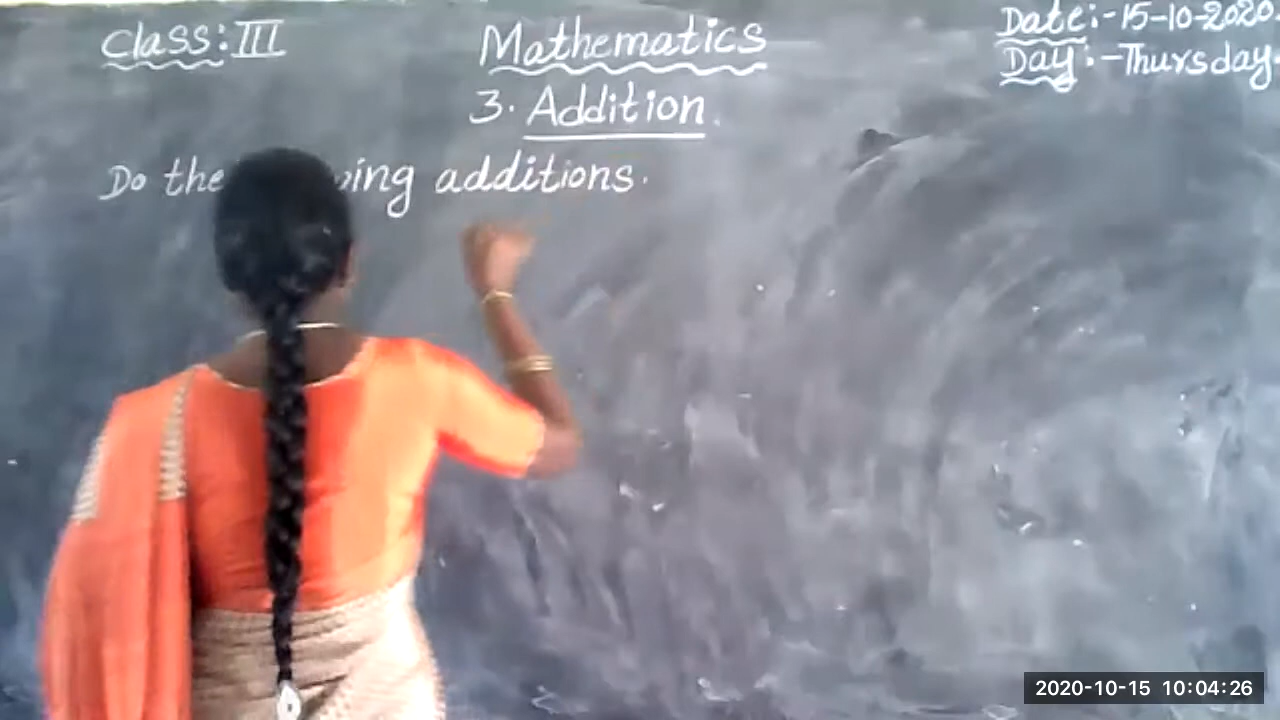 Class:III
Mathematics
Date:-15-10-2020.
Day:-Thursday-
3. Addition.
Do the additions.
2020-10-15 10:04:26